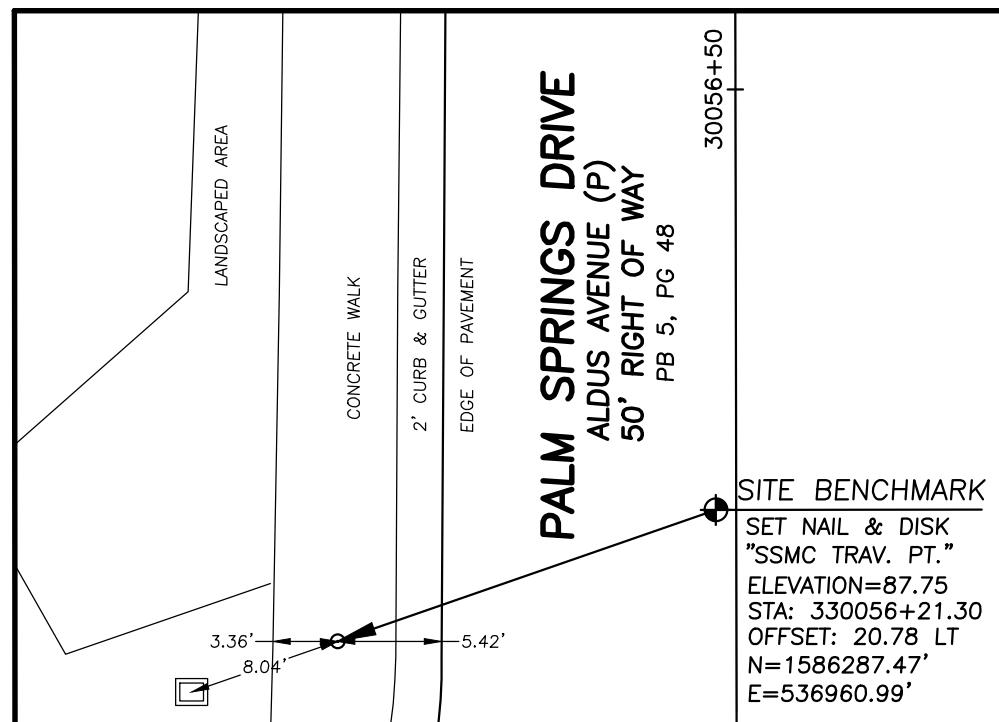 LANDSCAPED AREA
CONCRETE WALK
2' CURB & GUTTER
EDGE OF PAVEMENT
PALM SPRINGS DRIVE
ALDUS AVENUE (P)
50' RIGHT OF WAY
PB 5, PG 48
30056+50
SITE BENCHMARK
SET NAIL & DISK
"SSMC TRAV. PT."
ELEVATION=87.75
STA: 330056+21.30
OFFSET: 20.78 LT
N=1586287.47'
E=536960.99'
3.36'
5.42'
8.04'